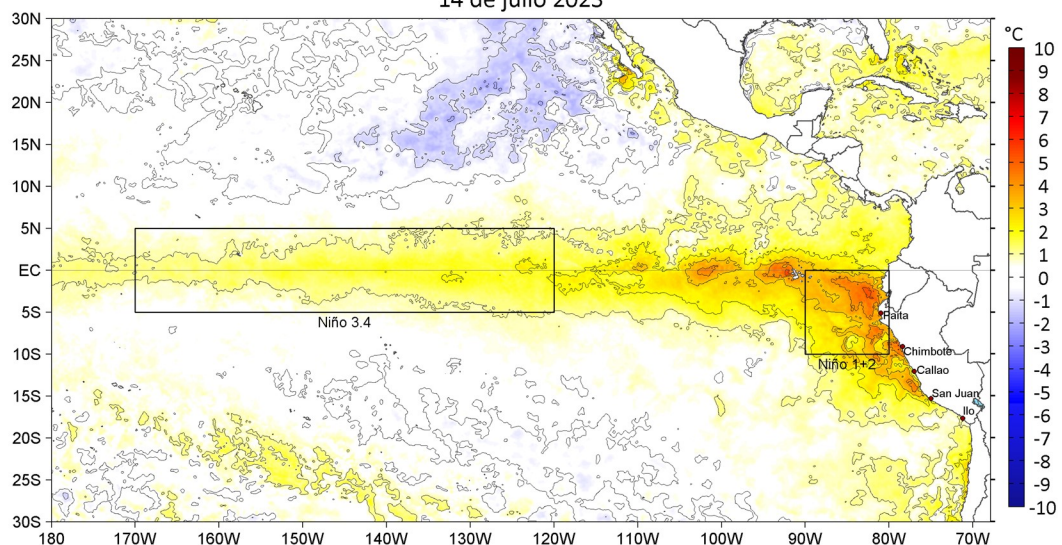 14 de julio 2023
°C
30N
25N
20N
15N
10N
5N
EC
5S
10S
15S
20S
25S
30S
180
170W
160W
150W
140W
130W
120W
110W
100W
90W
80W
70W
Niño 3.4
Niño 1+2
Paita
Chimbote
Callao
San Juan
Ilo
10
9
8
7
6
5
4
3
2
1
0
-1
-2
-3
-4
-5
-6
-7
-8
-9
-10